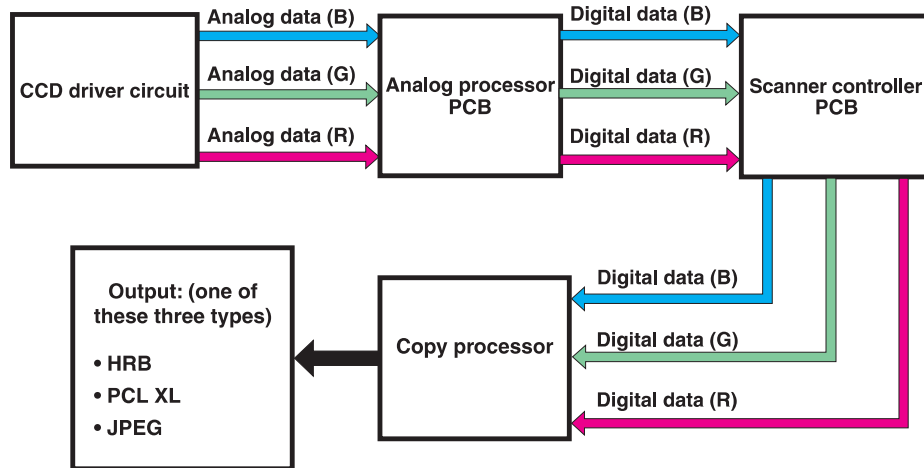 Analog data (B)
Digital data (B)
Analog data (G)
Digital data (G)
CCD driver circuit
Analog processor
PCB
Scanner controller
PCB
Analog data (R)
Digital data (R)
Digital data (B)
Output: (one of
these three types)
• HRB
• PCL XL
• JPEG
Copy processor
Digital data (G)
Digital data (R)